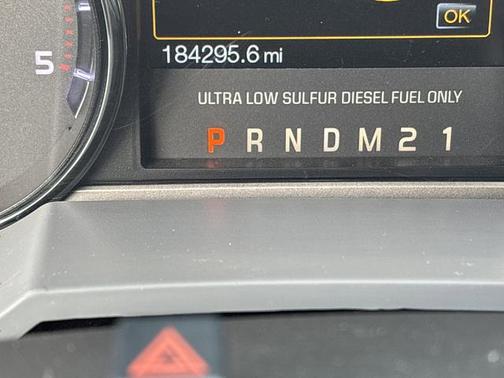 OK
5
184295.6 mi
ULTRA LOW SULFUR DIESEL FUEL ONLY
P R N D M 2 1